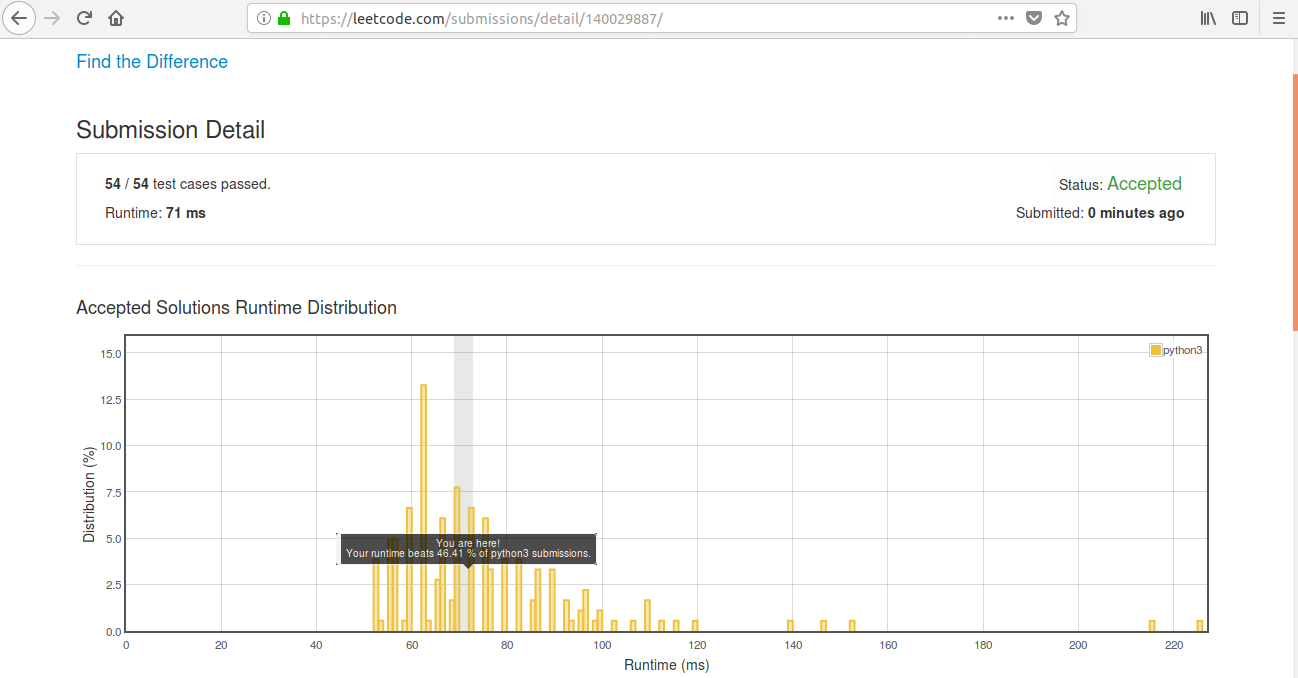 https://leetcode.com/submissions/detail/140029887/
Find the Difference
Submission Detail
54 / 54 test cases passed.
Status: Accepted
Runtime: 71 ms
Submitted: 0 minutes ago
Accepted Solutions Runtime Distribution
python3
15.0
12.5
10.0
7.5
5.0
2.5
0.0
Distribution (%)
You are here!
Your runtime beats 46.41 % of python3 submissions.
0 20 40 60 80 100 120 140 160 180 200 220
Runtime (ms)